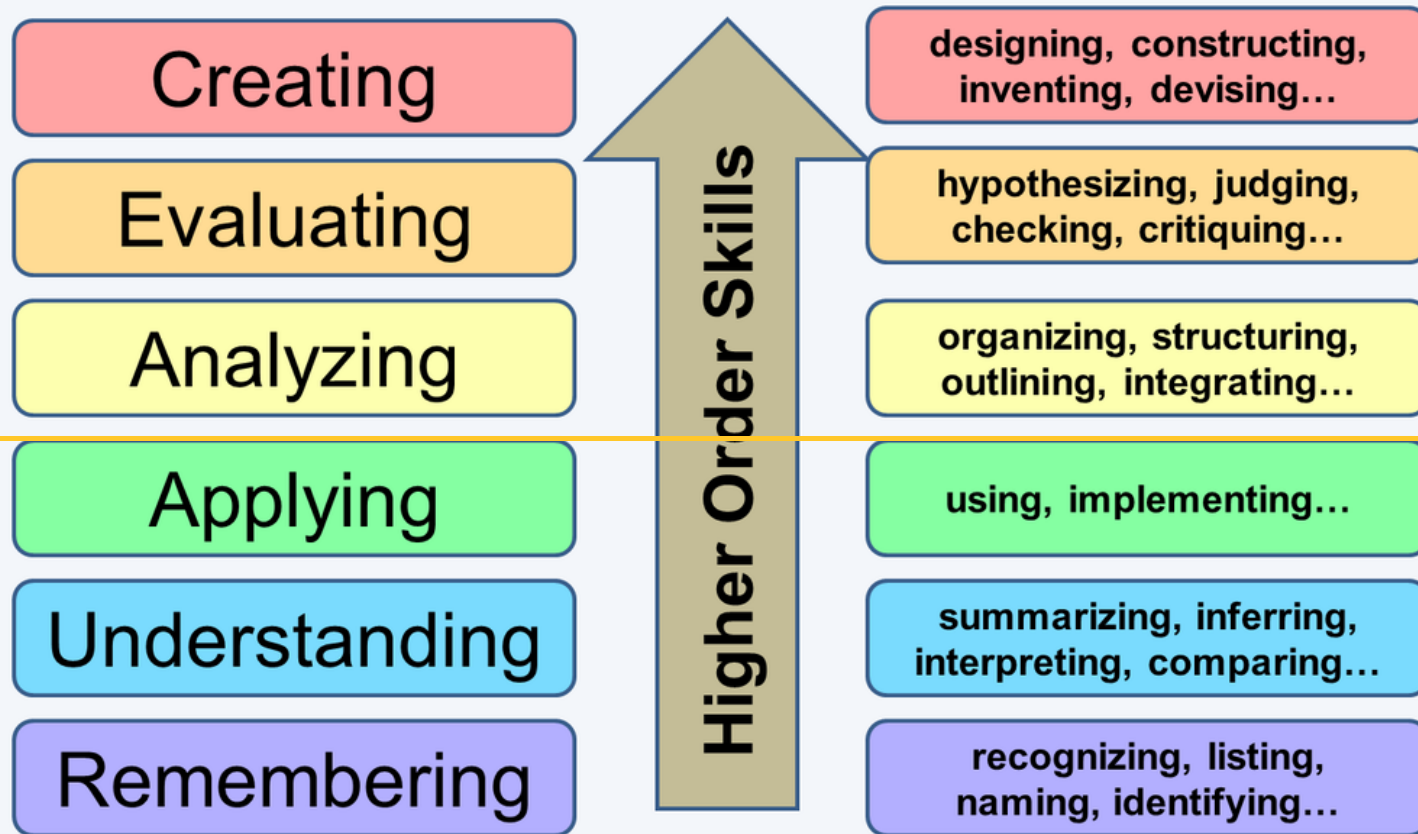 Creating
designing, constructing,
inventing, devising…
Evaluating
hypothesizing, judging,
checking, critiquing…
Analyzing
organizing, structuring,
outlining, integrating…
Higher Order Skills
Applying
using, implementing…
Understanding
summarizing, inferring,
interpreting, comparing…
Remembering
recognizing, listing,
naming, identifying…